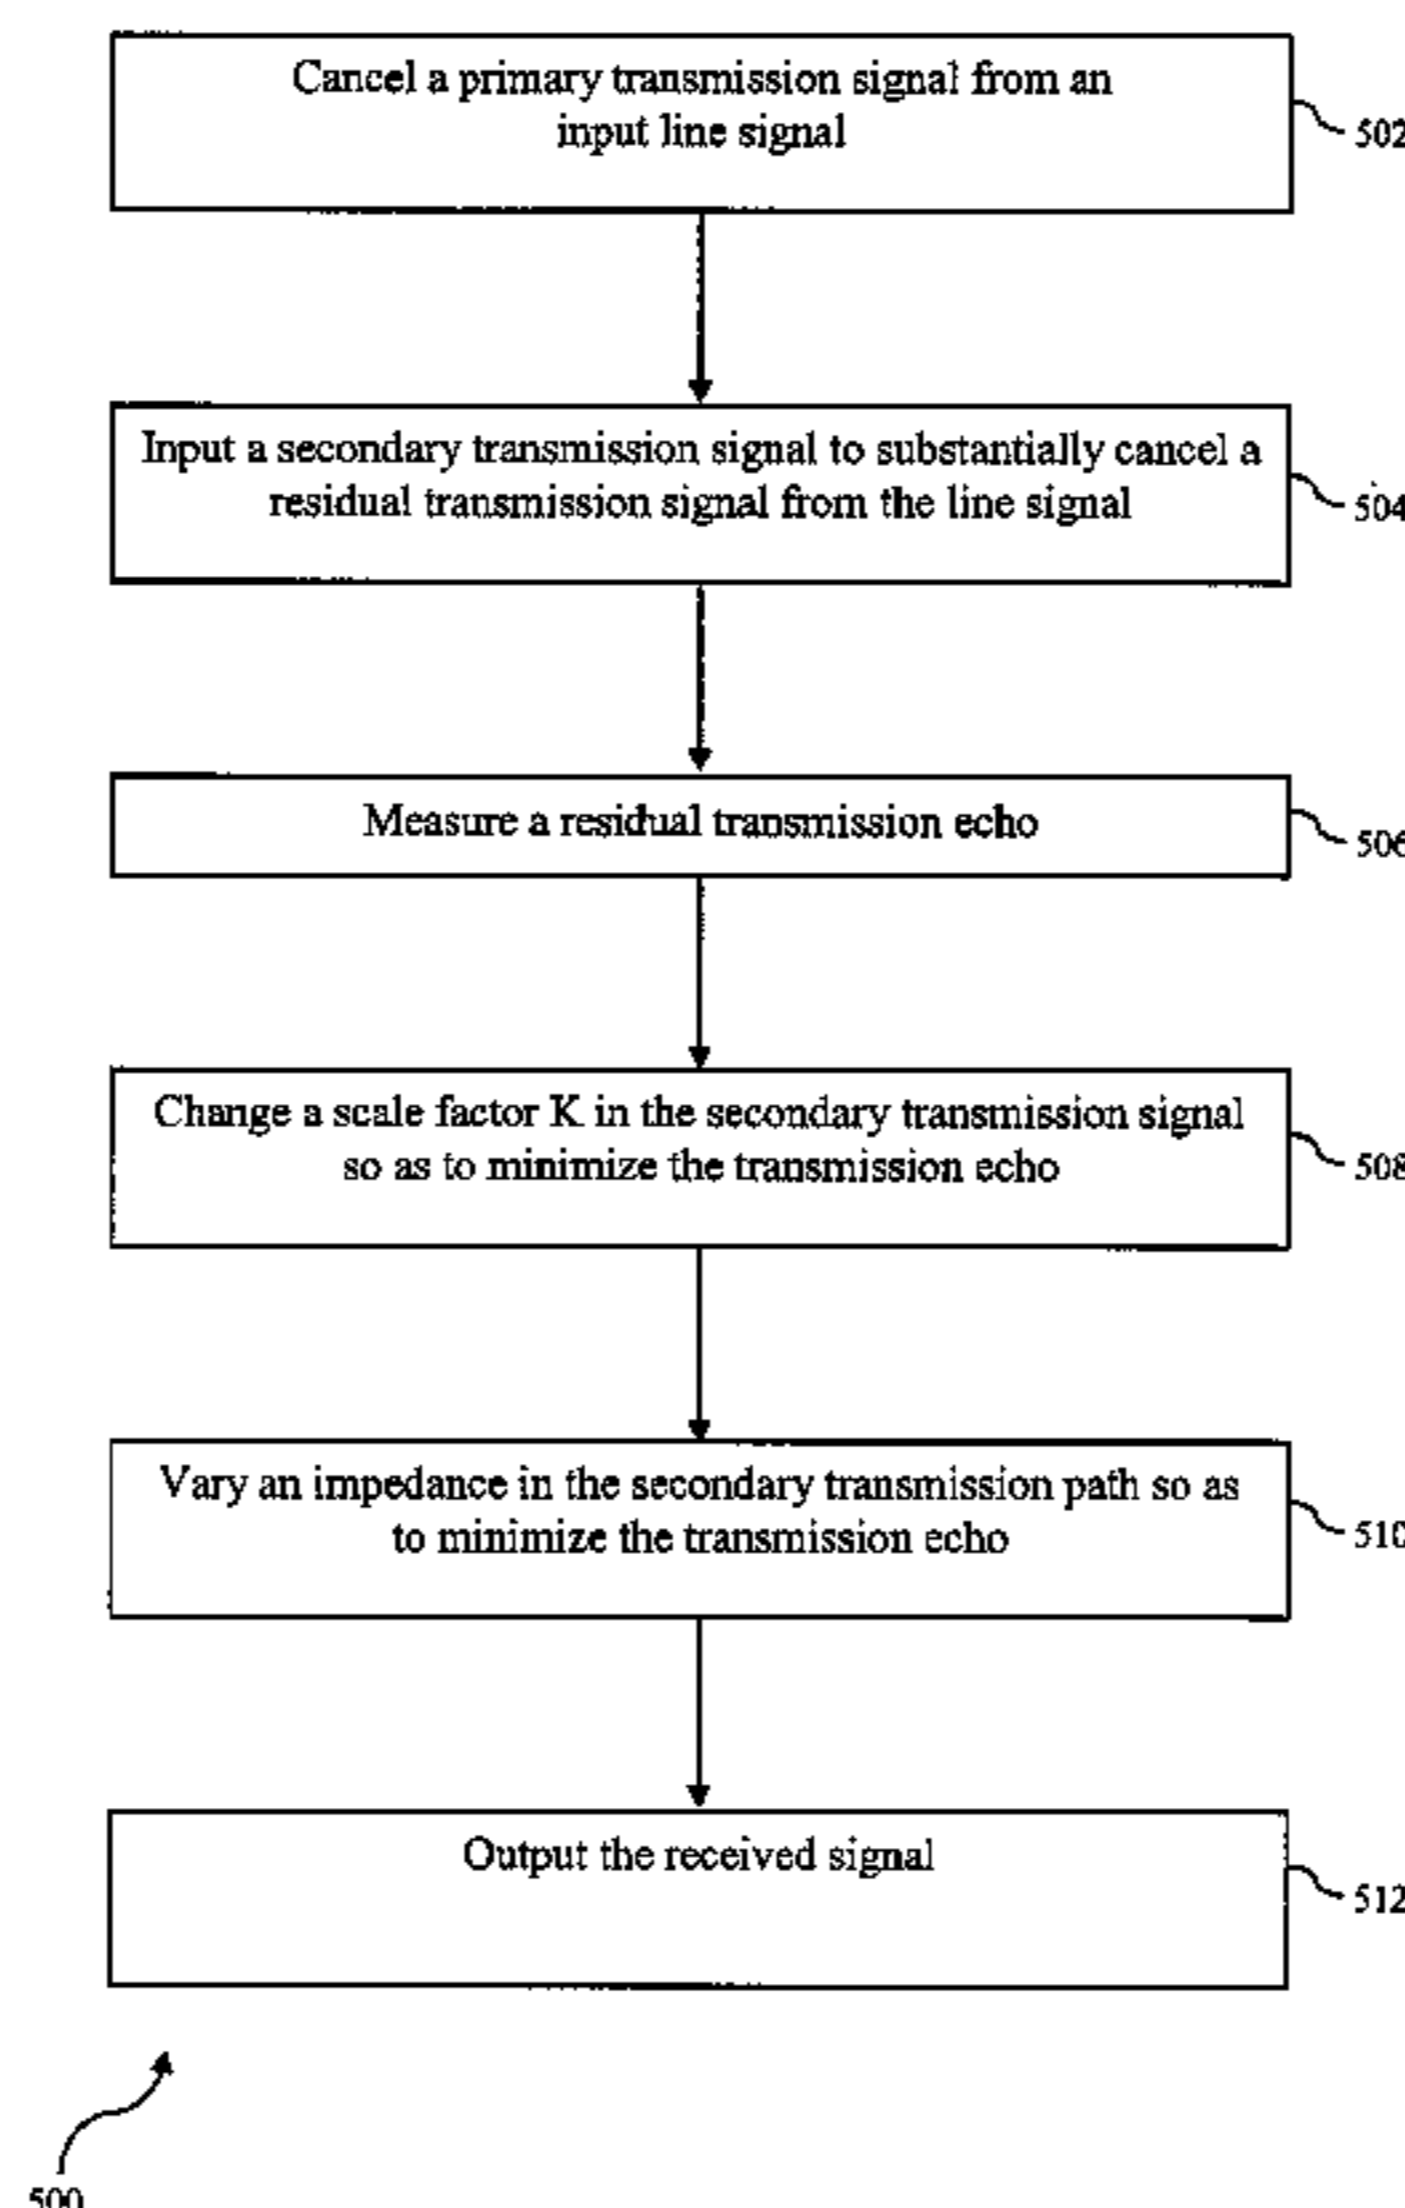 Cancel a primary transmission signal from an
input line signal
502
Input a secondary transmission signal to substantially cancel a
residual transmission signal from the line signal
504
Measure a residual transmission echo
506
Change a scale factor K in the secondary transmission signal
so as to minimize the transmission echo
508
Vary an impedance in the secondary transmission path so as
to minimize the transmission echo
510
Output the received signal
512
500